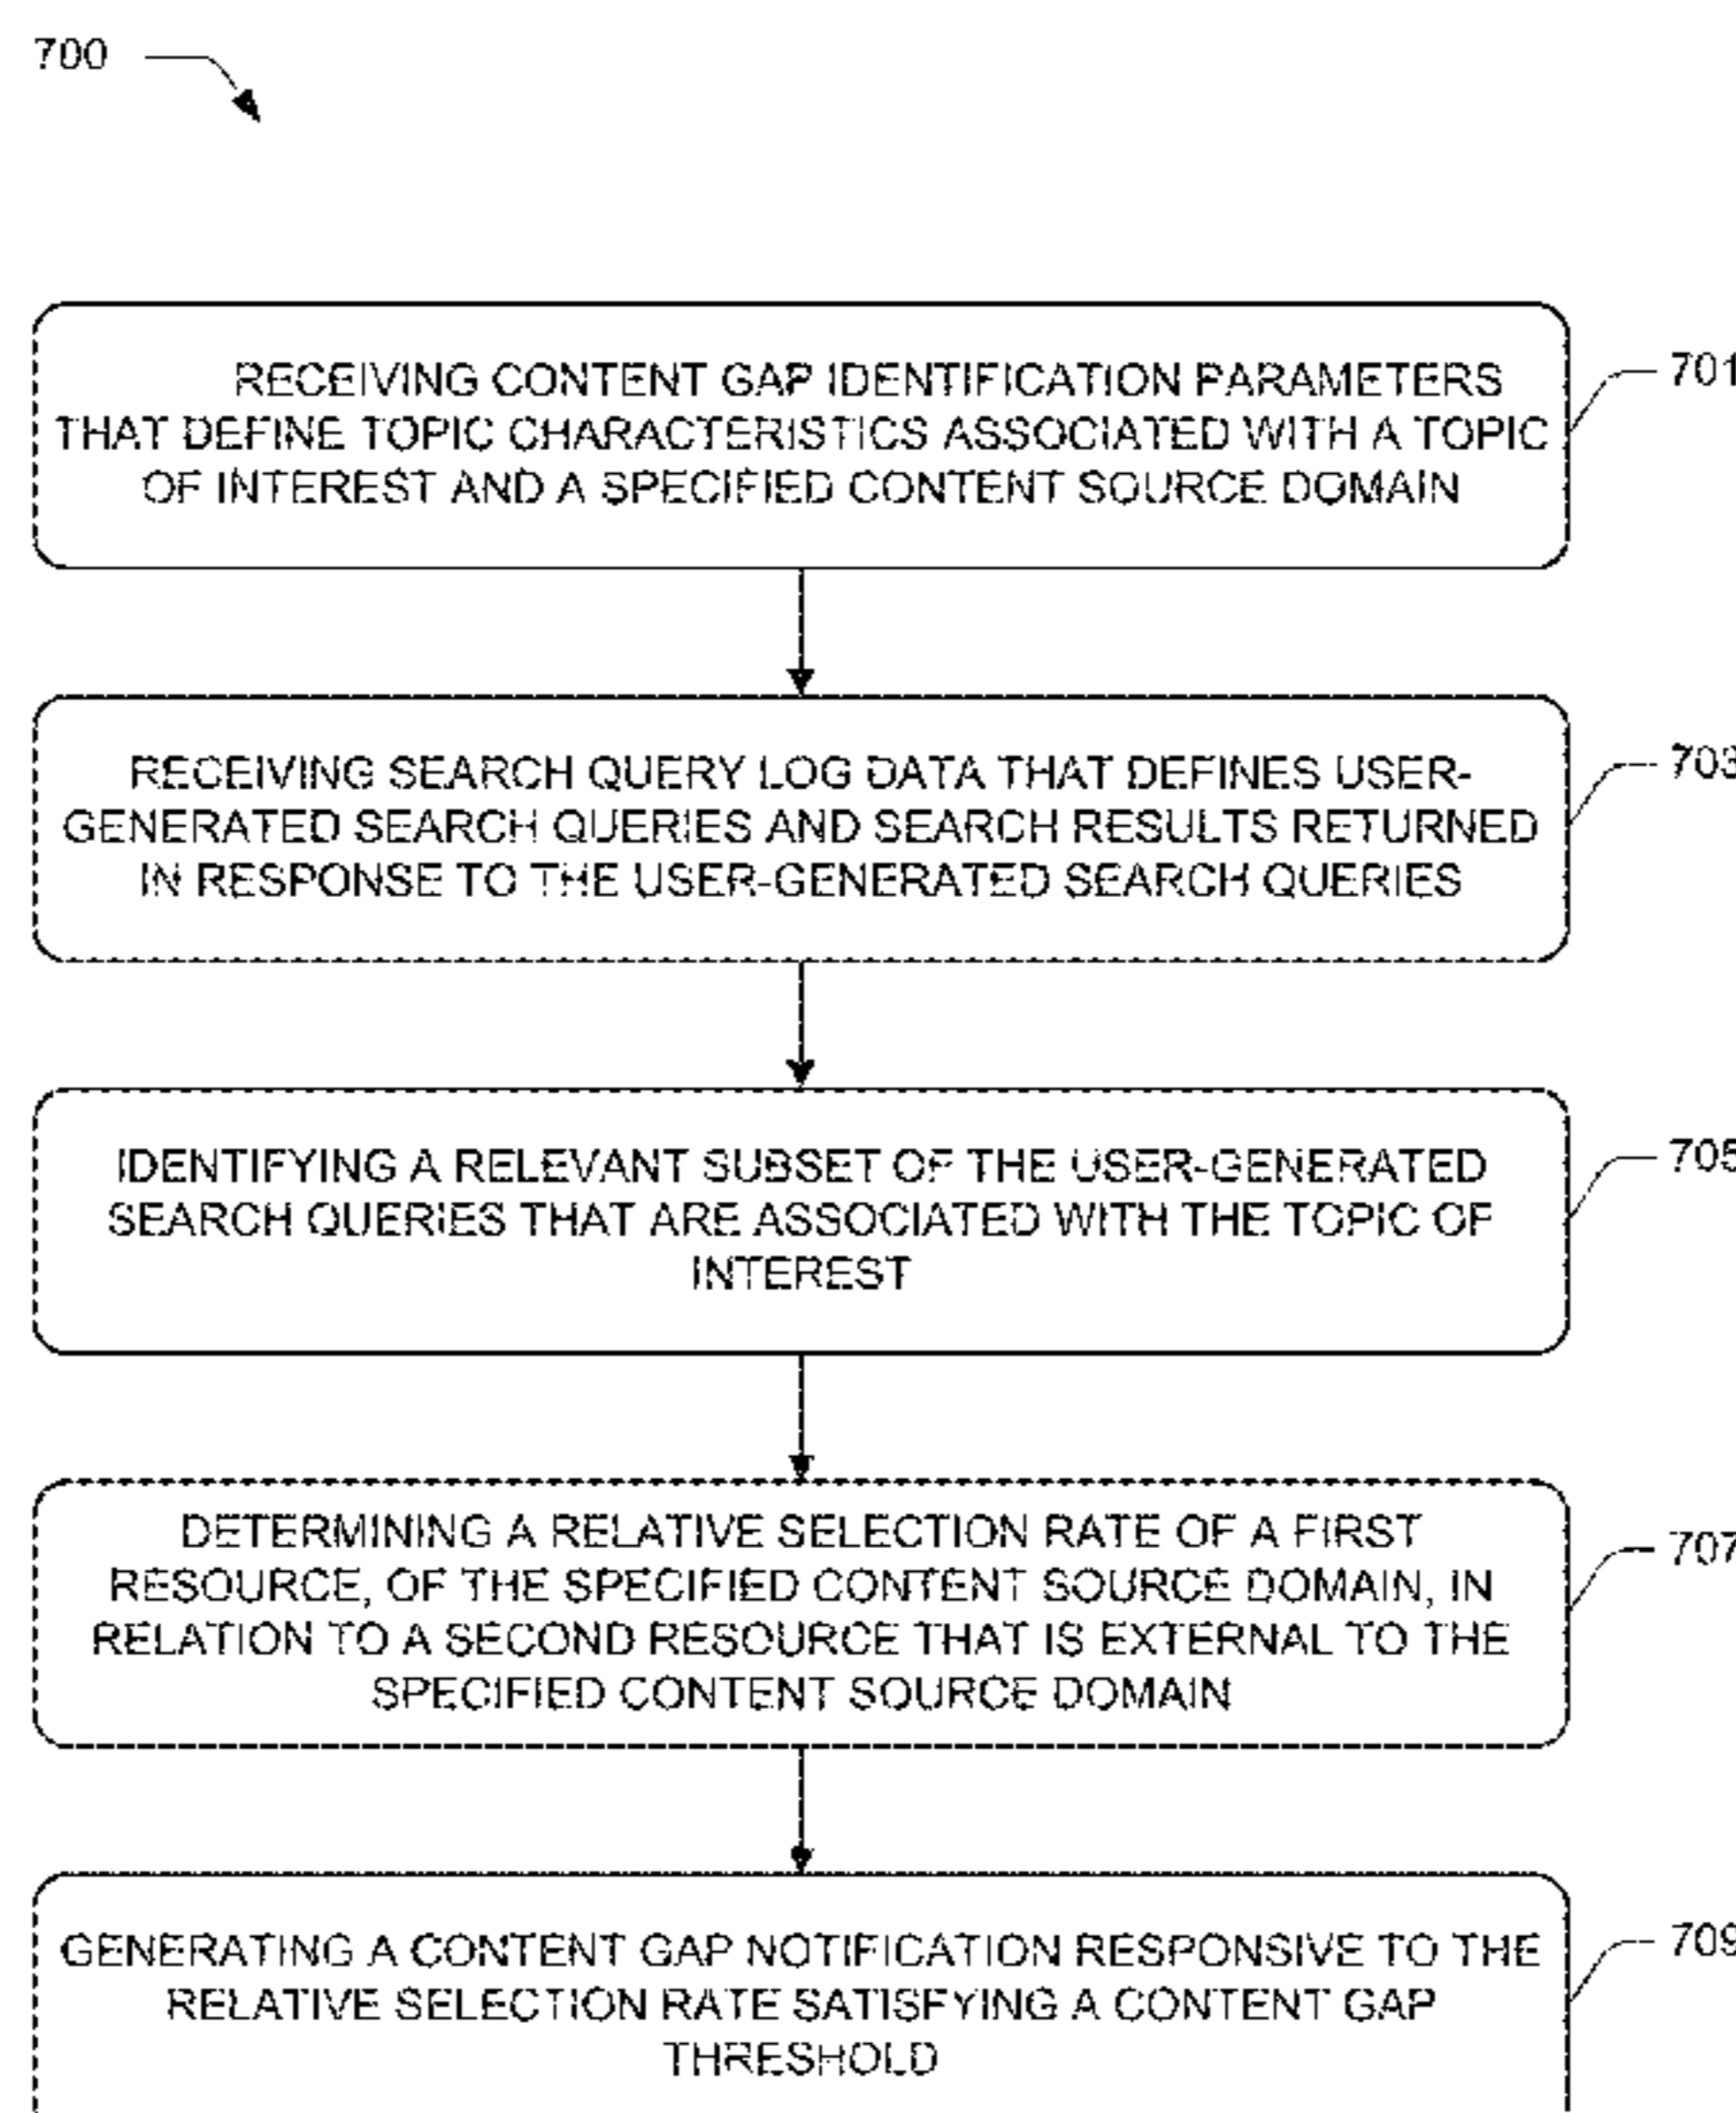 700
RECEIVING CONTENT GAP IDENTIFICATION PARAMETERS
THAT DEFINE TOPIC CHARACTERISTICS ASSOCIATED WITH A TOPIC
OF INTEREST AND A SPECIFIED CONTENT SOURCE DOMAIN
701
RECEIVING SEARCH QUERY LOG DATA THAT DEFINES USER-
GENERATED SEARCH QUERIES AND SEARCH RESULTS RETURNED
IN RESPONSE TO THE USER-GENERATED SEARCH QUERIES
703
IDENTIFYING A RELEVANT SUBSET OF THE USER-GENERATED
SEARCH QUERIES THAT ARE ASSOCIATED WITH THE TOPIC OF
INTEREST
705
DETERMINING A RELATIVE SELECTION RATE OF A FIRST
RESOURCE, OF THE SPECIFIED CONTENT SOURCE DOMAIN, IN
RELATION TO A SECOND RESOURCE THAT IS EXTERNAL TO THE
SPECIFIED CONTENT SOURCE DOMAIN
707
GENERATING A CONTENT GAP NOTIFICATION RESPONSIVE TO THE
RELATIVE SELECTION RATE SATISFYING A CONTENT GAP
THRESHOLD
709